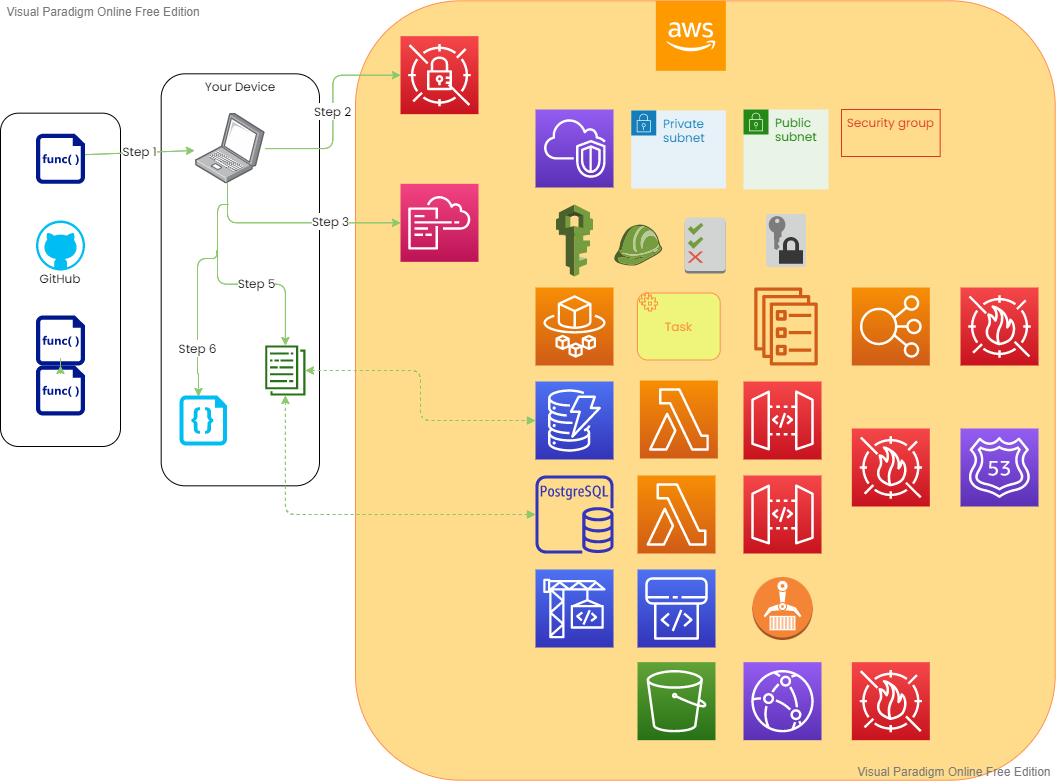 Visual Paradigm Online Free Edition
aws
Your Device
Step 2
Private
subnet
Public
subnet
Security group
func( )
Step 1
Step 3
GitHub
Step 5
Task
func( )
Step 6
func( )
{ }
</>
</>
53
PostgreSQL
</>
</>
Visual Paradigm Online Free Edition